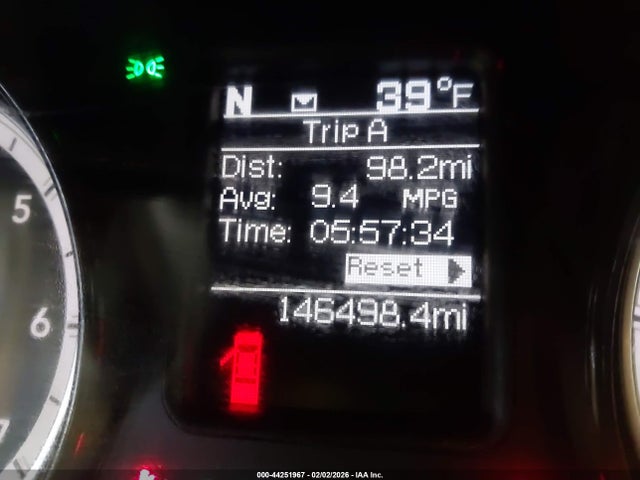 N 39°F
Trip A
Dist: 98.2mi
Avg: 9.4 MPG
Time: 05:57:34
Reset
146498.4mi
5
6
7
000-44251967 - 02/02/2026 - IAA Inc.